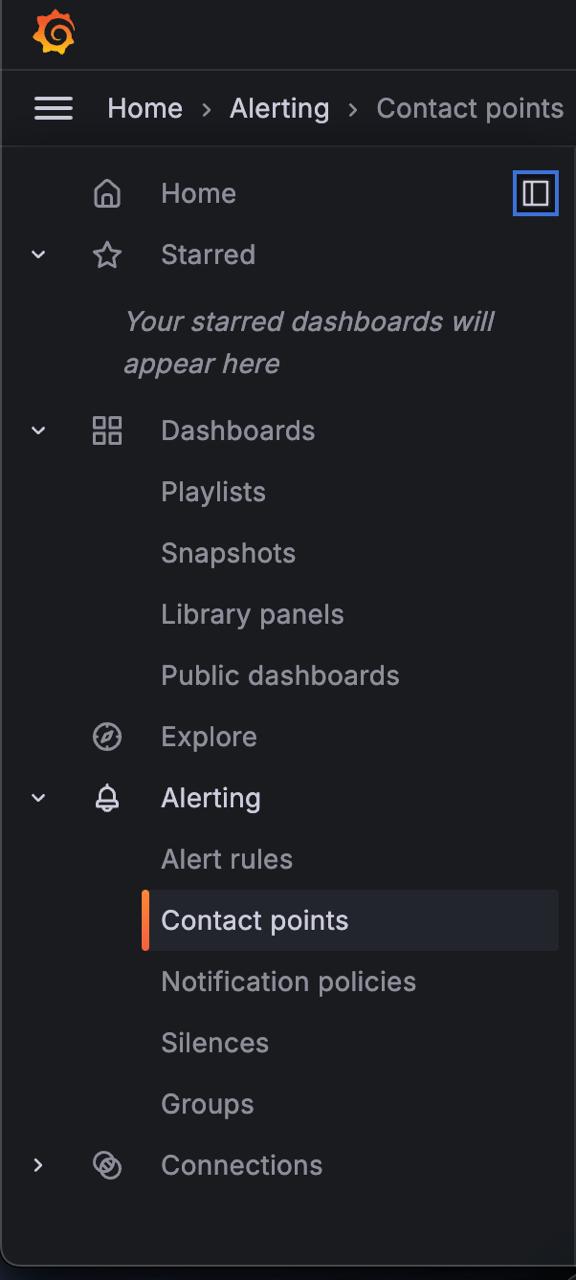 Home › Alerting › Contact points
Home
Starred
Your starred dashboards will
appear here
Dashboards
Playlists
Snapshots
Library panels
Public dashboards
Explore
Alerting
Alert rules
Contact points
Notification policies
Silences
Groups
Connections